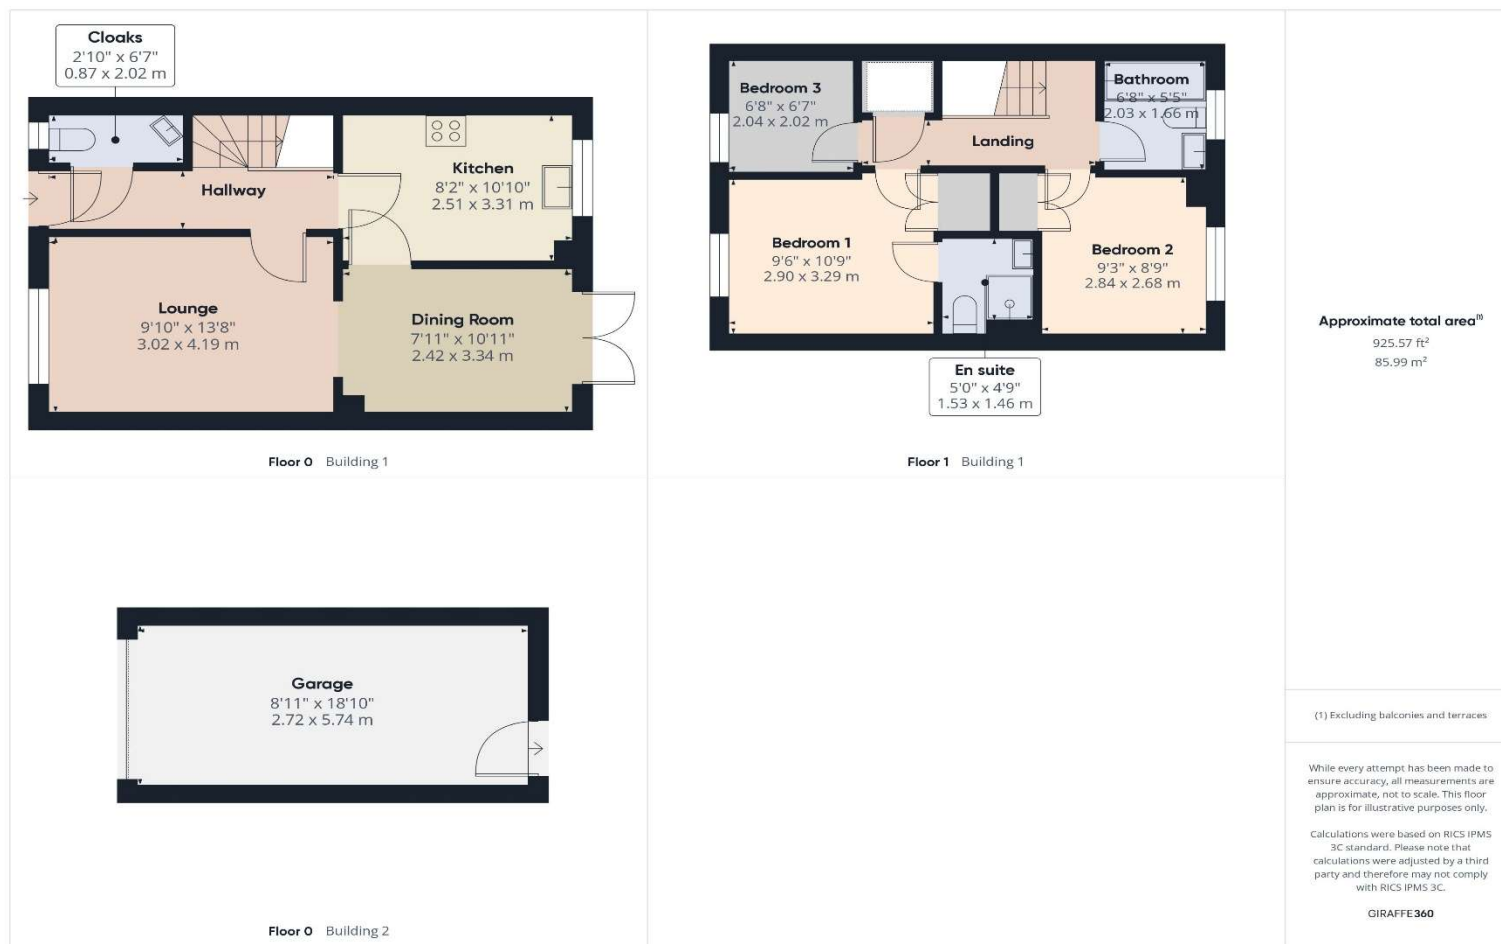 Cloaks
2'10" x 6'7"
0.87 x 2.02 m
Hallway
Kitchen
8'2" x 10'10"
2.51 x 3.31 m
Lounge
9'10" x 13'8"
3.02 x 4.19 m
Dining Room
7'11" x 10'11"
2.42 x 3.34 m
Floor 0 Building 1
Bedroom 3
6'8" x 6'7"
2.04 x 2.02 m
Landing
Bathroom
6'8" x 5'5"
2.03 x 1.66 m
Bedroom 1
9'6" x 10'9"
2.90 x 3.29 m
Bedroom 2
9'3" x 8'9"
2.84 x 2.68 m
En suite
5'0" x 4'9"
1.53 x 1.46 m
Floor 1 Building 1
Garage
8'11" x 18'10"
2.72 x 5.74 m
Floor 0 Building 2
Approximate total area(1)
925.57 ft²
85.99 m²
(1) Excluding balconies and terraces
While every attempt has been made to
ensure accuracy, all measurements are
approximate, not to scale. This floor
plan is for illustrative purposes only.
Calculations were based on RICS IPMS
3C standard. Please note that
calculations were adjusted by a third
party and therefore may not comply
with RICS IPMS 3C.
GIRAFFE360